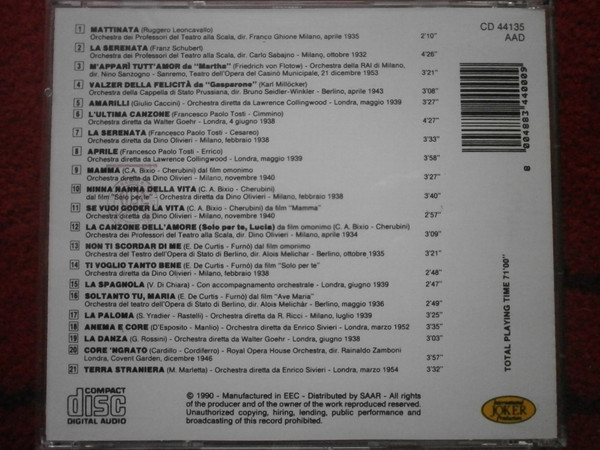 CD 44135
AAD
1 MATTINATA (Ruggero Leoncavallo)
Orchestra dei Professori del Teatro alla Scala, dir. Franco Ghione Milano, aprile 1935 2'10"
2 LA SERENATA (Franz Schubert)
Orchestra dei Professori del Teatro alla Scala, dir. Carlo Sabajno - Milano, ottobre 1932 4'26"
3 M'APPARÌ TUTT'AMOR da "Martha" (Friedrich von Flotow) - Orchestra della RAI di Milano,
dir. Nino Sanzogno - Sanremo, Teatro dell'Opera del Casinò Municipale, 21 dicembre 1953 3'21"
4 VALZER DELLA FELICITÀ da "Gasparone" (Karl Millöcker)
Orchestra della Cappella di Stato Prussiana, dir. Bruno Seidler-Winkler - Berlino, aprile 1943 3'08"
5 AMARILLI (Giulio Caccini) - Orchestra diretta da Lawrence Collingwood - Londra, maggio 1939 3'27"
6 L'ULTIMA CANZONE (Francesco Paolo Tosti - Cimmino)
Orchestra diretta da Walter Goehr - Londra, 4 giugno 1938 4'27"
7 LA SERENATA (Francesco Paolo Tosti - Cesareo)
Orchestra diretta da Dino Olivieri - Milano, febbraio 1938 3'33"
8 APRILE (Francesco Paolo Tosti - Errico)
Orchestra diretta da Lawrence Collingwood - Londra, maggio 1939 3'58"
9 MAMMA (C.A. Bixio - Cherubini) dal film omonimo
Orchestra diretta da Dino Olivieri - Milano, novembre 1940 3'27"
10 NINNA NANNA DELLA VITA (C. A. Bixio - Cherubini)
dal film "Solo per te" - Orchestra diretta da Dino Olivieri - Milano, febbraio 1938 3'40"
11 SE VUOI GODER LA VITA (C. A. Bixio - Cherubini) da film "Mamma"
Orchestra diretta da Dino Olivieri - Milano, novembre 1940 2'57"
12 LA CANZONE DELL'AMORE (Solo per te, Lucia) da film omonimo (C. A. Bixio - Cherubini)
Orchestra dei Professori del Teatro alla Scala, dir. Dino Olivieri - Milano, aprile 1934 3'09"
13 NON TI SCORDAR DI ME (E. De Curtis - Furnò) dal film omonimo
Orchestra del Teatro dell'Opera di Stato di Berlino, dir. Alois Melichàr - Berlino, ottobre 1935 3'21"
14 TI VOGLIO TANTO BENE (E. De Curtis - Furnò) da film "Solo per te"
Orchestra diretta da Dino Olivieri - Milano, febbraio 1938 2'48"
15 LA SPAGNOLA (V. Di Chiara) - Con accompagnamento orchestrale - Londra, giugno 1939 2'47"
16 SOLTANTO TU, MARIA (E. De Curtis - Furnò) dal film "Ave Maria"
Orchestra del teatro dell'Opera di Stato di Berlino, dir. Alois Melichàr - Berlino, maggio 1936 2'49"
17 LA PALOMA (S. Yradier - Rastelli) - Orchestra diretta da R. Ricci - Milano, luglio 1939 3'25"
18 ANEMA E CORE (D'Esposito - Manlio) - Orchestra diretta da Enrico Sivieri - Londra, marzo 1952 3'35"
19 LA DANZA (G. Rossini) - Orchestra diretta da Walter Goehr - Londra, giugno 1938 3'03"
20 CORE 'NGRATO (Cardillo - Cordiferro) - Royal Opera House Orchestra, dir. Rainaldo Zamboni
Londra, Covent Garden, dicembre 1946 3'57"
21 TERRA STRANIERA (M. Marletta) - Orchestra diretta da Enrico Sivieri - Londra, marzo 1954 3'32"
8 004883 440009
TOTAL PLAYING TIME 71'00"
COMPACT
disc
DIGITAL AUDIO
© 1990 - Manufactured in EEC - Distributed by SAAR - All rights
of the producer and of the owner of the work reproduced reserved.
Unauthorized copying, hiring, lending, public performance and
broadcasting of this record prohibited.
International
JOKER
Production